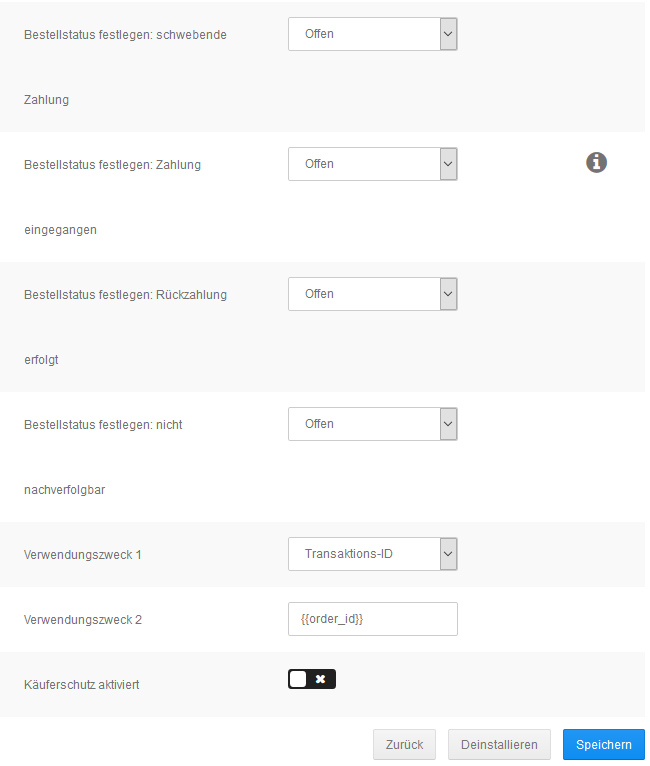 Bestellstatus festlegen: schwebende
Offen
Zahlung
Bestellstatus festlegen: Zahlung
Offen
eingegangen
Bestellstatus festlegen: Rückzahlung
Offen
erfolgt
Bestellstatus festlegen: nicht
Offen
nachverfolgbar
Verwendungszweck 1
Transaktions-ID
Verwendungszweck 2
{{order_id}}
Käuferschutz aktiviert
Zurück
Deinstallieren
Speichern